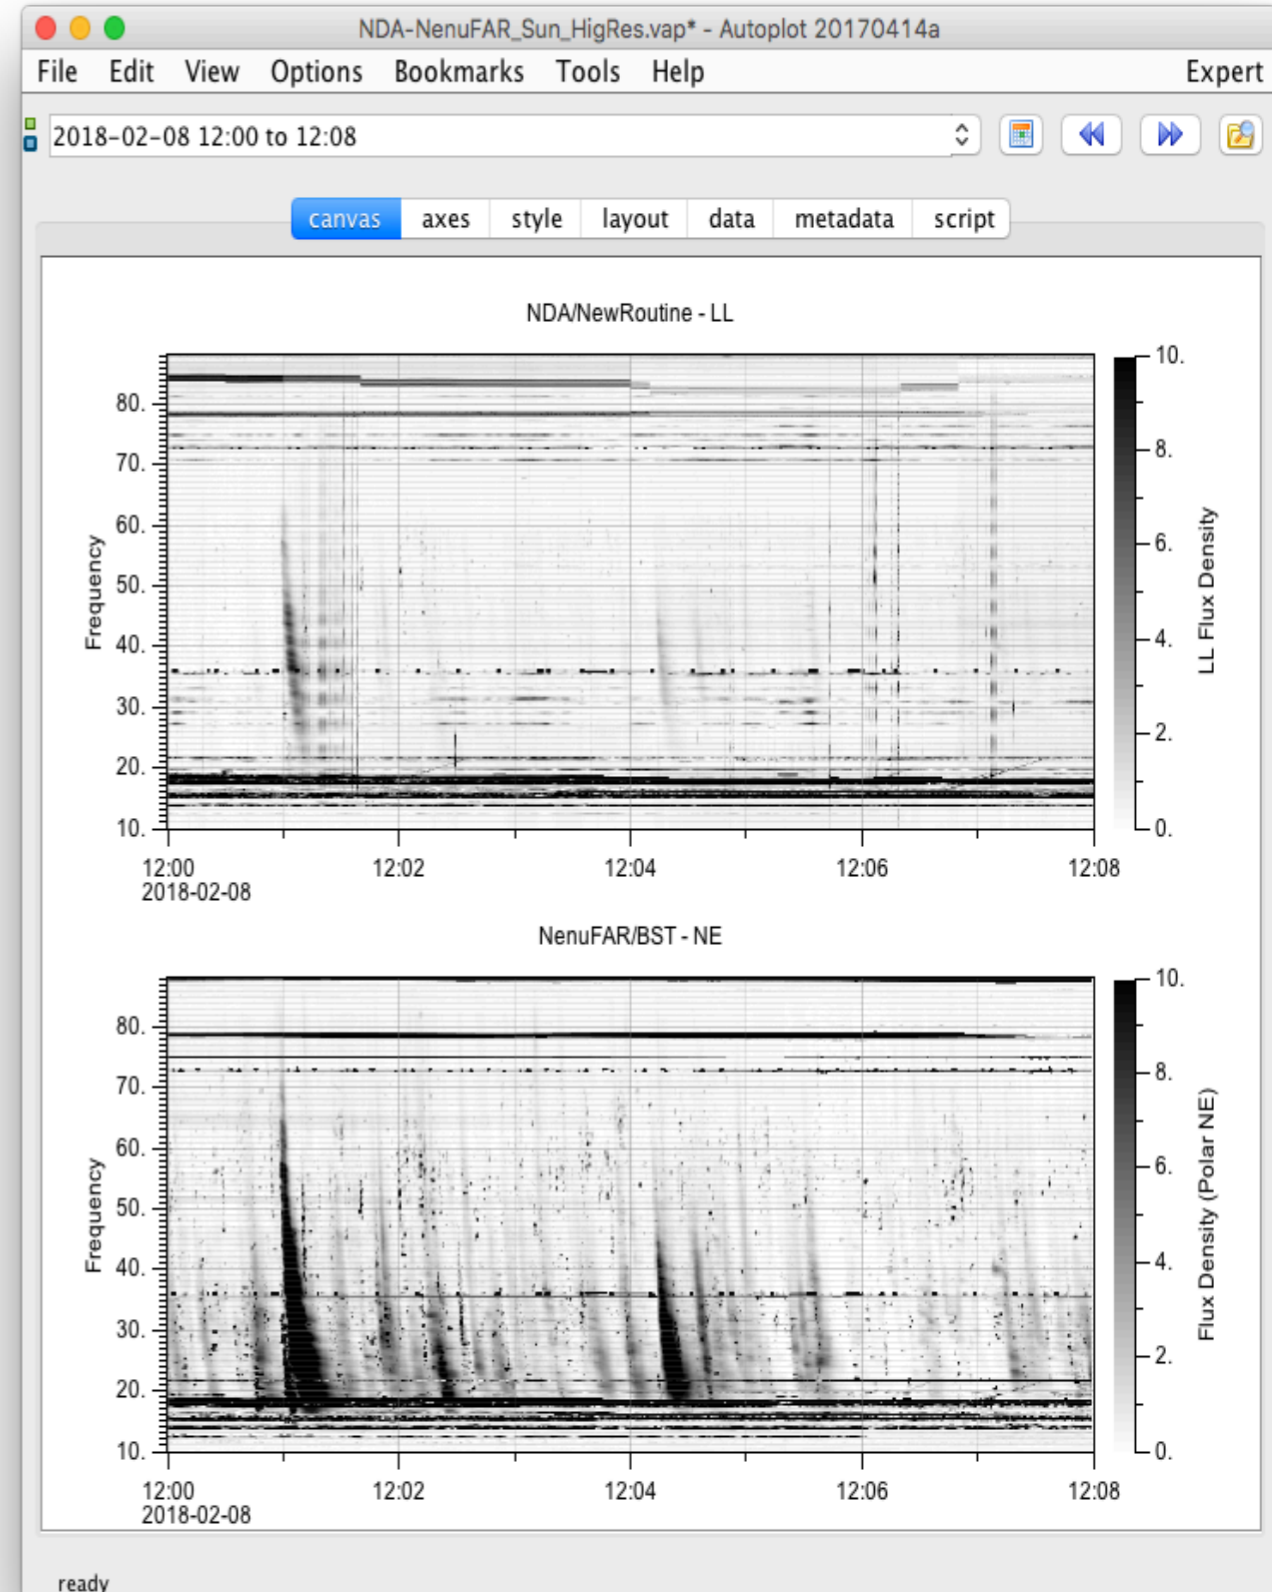 NDA-NenuFAR_Sun_HigRes.vap* - Autoplot 20170414a
File Edit View Options Bookmarks Tools Help Expert
2018-02-08 12:00 to 12:08
canvas axes style layout data metadata script
NDA/NewRoutine - LL
80.
70.
60.
50.
40.
30.
20.
10.
Frequency
12:00 12:02 12:04 12:06 12:08
2018-02-08
10.
8.
6.
4.
2.
0.
LL Flux Density
NenuFAR/BST - NE
80.
70.
60.
50.
40.
30.
20.
10.
Frequency
12:00 12:02 12:04 12:06 12:08
2018-02-08
10.
8.
6.
4.
2.
0.
Flux Density (Polar NE)
ready